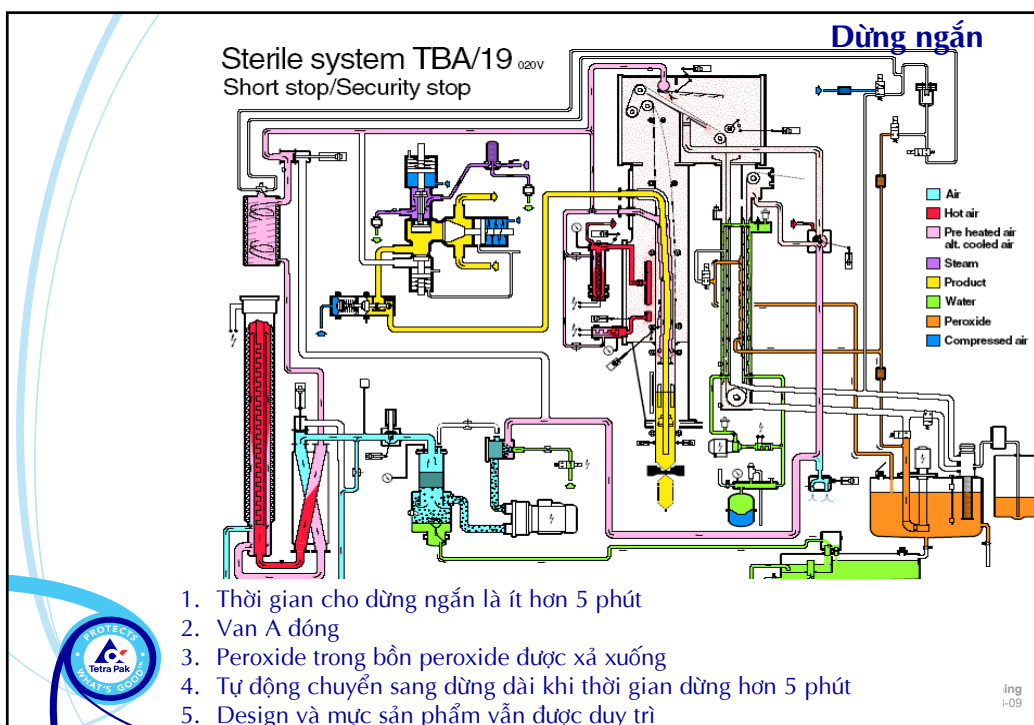 Dừng ngắn
Sterile system TBA/19 020V
Short stop/Security stop
Air
Hot air
Pre heated air
alt. cooled air
Steam
Product
Water
Peroxide
Compressed air
1. Thời gian cho dừng ngắn là ít hơn 5 phút
2. Van A đóng
3. Peroxide trong bồn peroxide được xả xuống
4. Tự động chuyển sang dừng dài khi thời gian dừng hơn 5 phút
5. Design và mực sản phẩm vẫn được duy trì
PROTECTS
Tetra Pak
WHAT'S GOOD